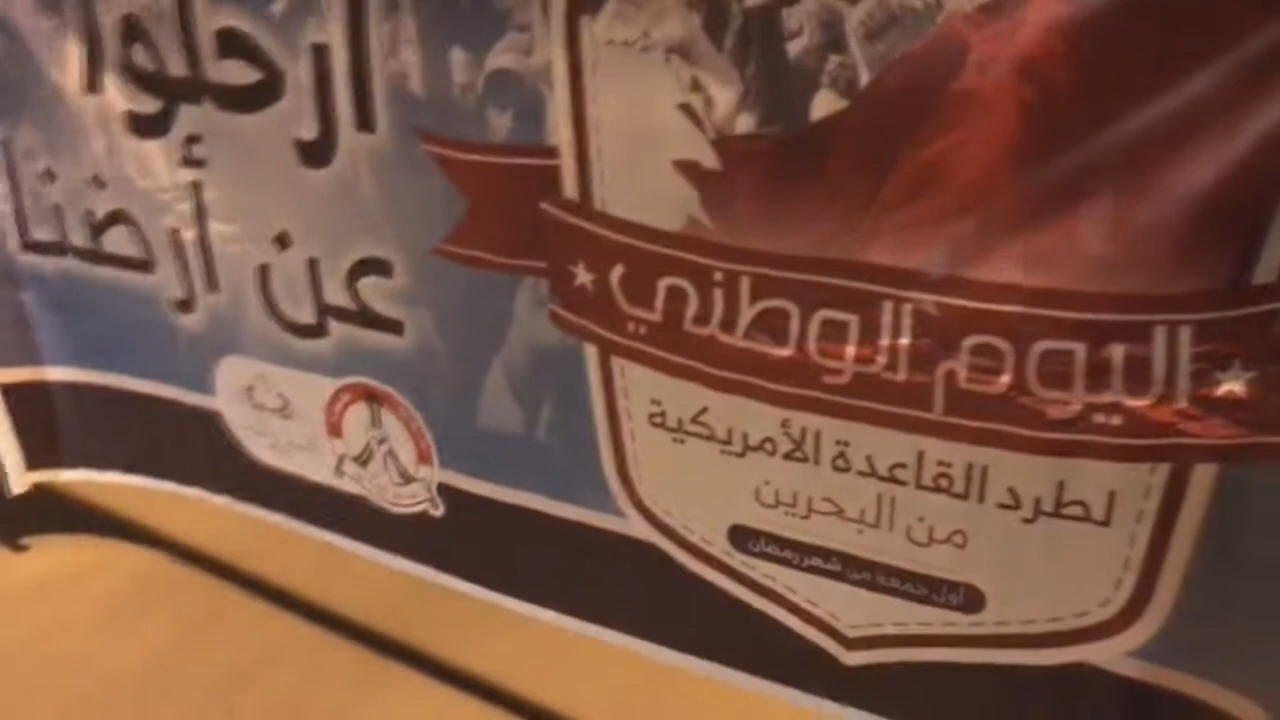 ارحلوا
عن أرضنا
اليوم الوطني
لطرد القاعدة الأمريكية
من البحرين
أول جمعة من شهر رمضان